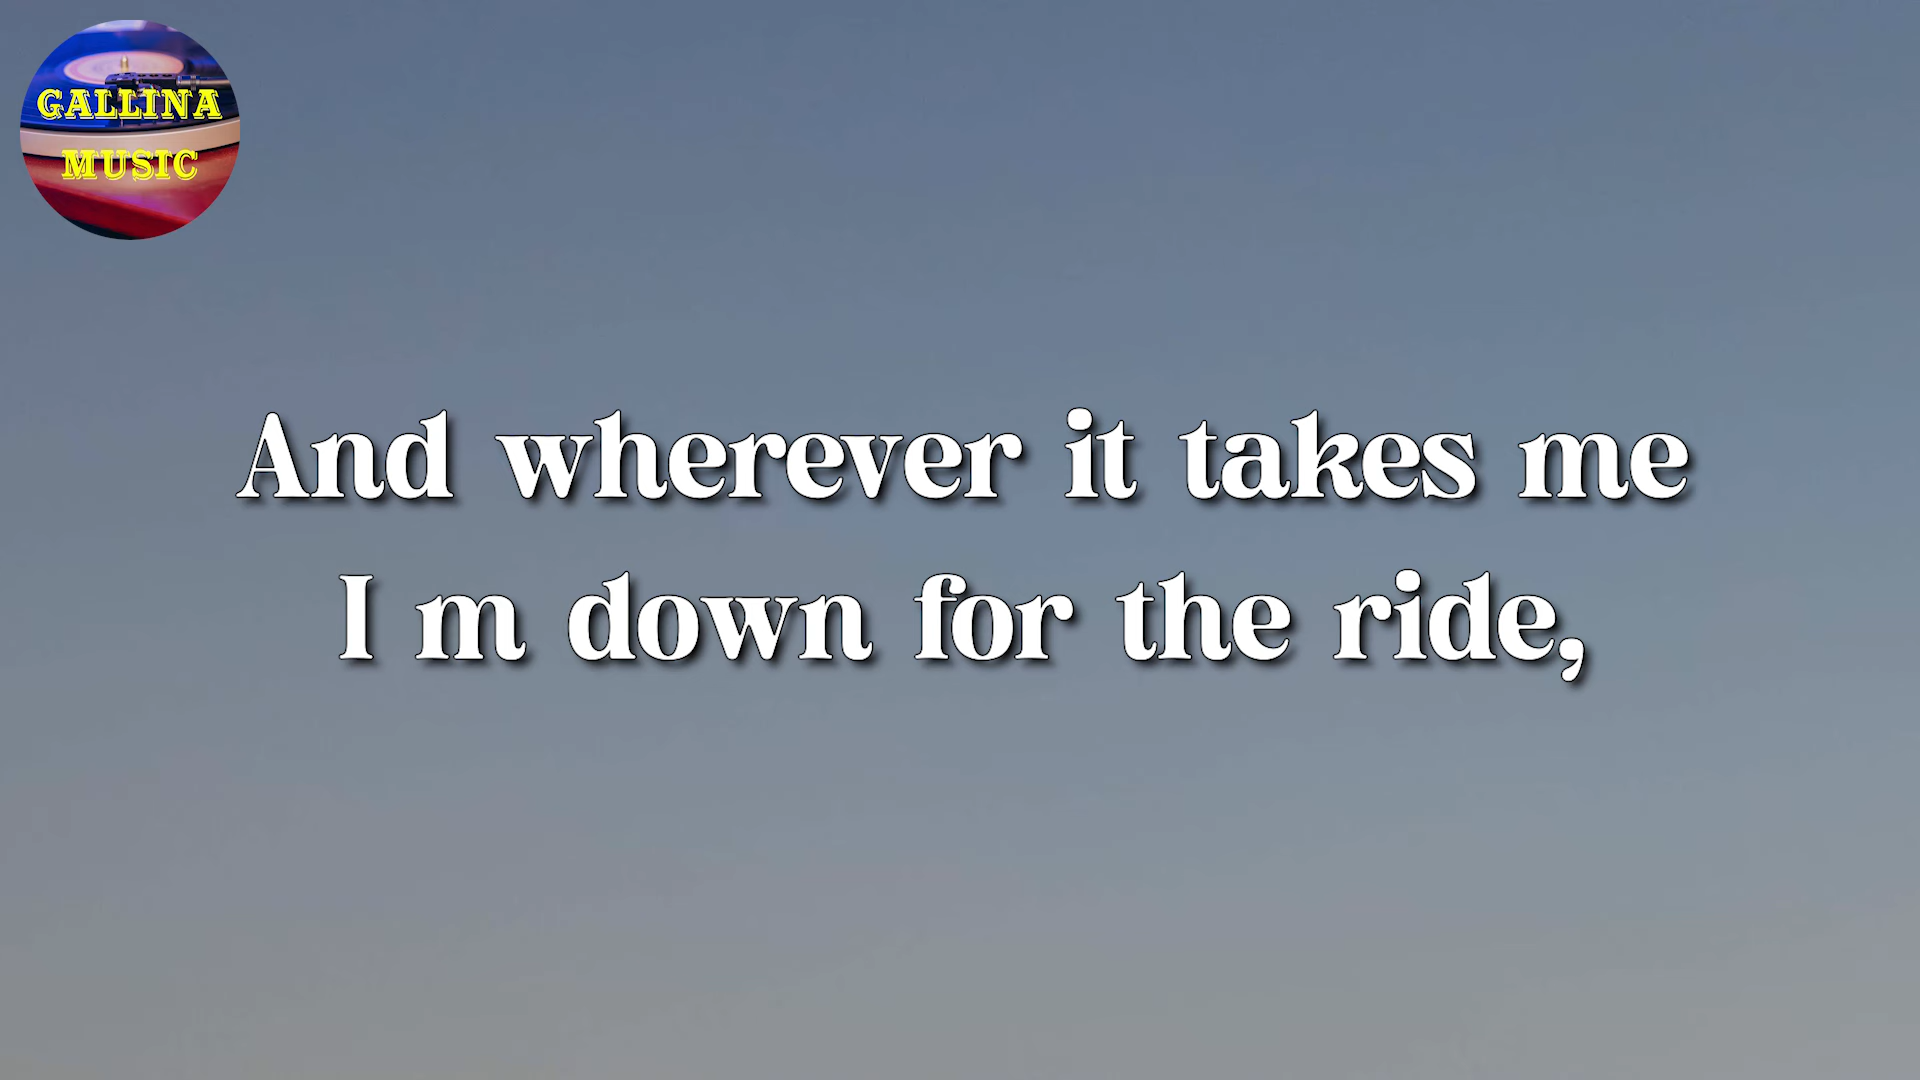 GALLINA
MUSIC
And wherever it takes me
I m down for the ride,